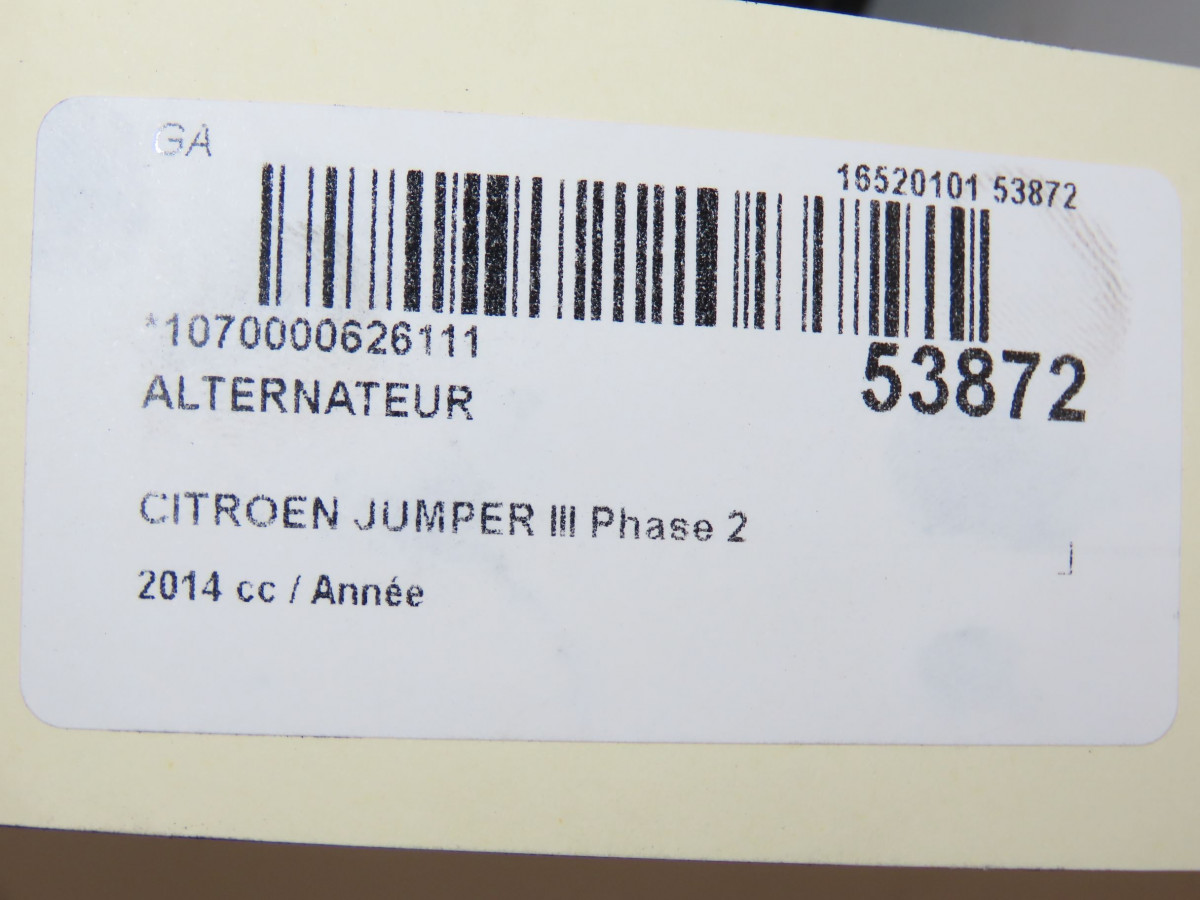 GA
16520101 53872
*1070000626111
53872
ALTERNATEUR
CITROEN JUMPER III Phase 2
2014 cc / Année